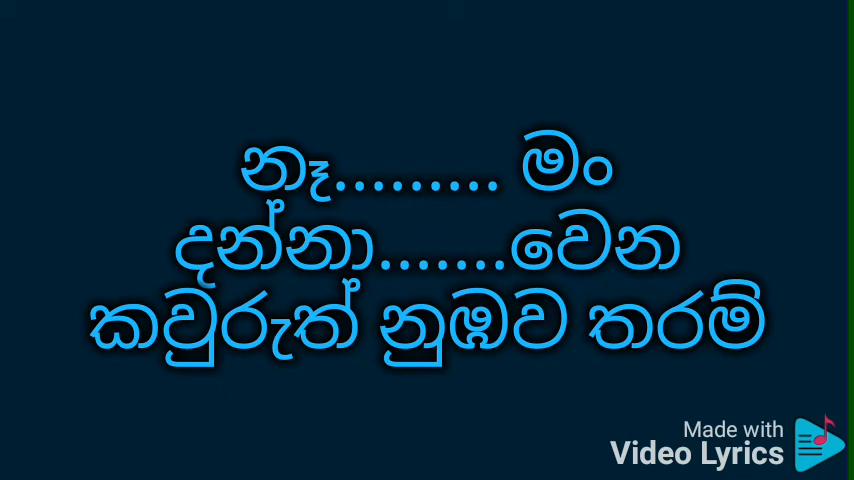 නෑ......... මං
දන්නා.......වෙන
කවුරුත් නුඹව තරම්
Made with
Video Lyrics